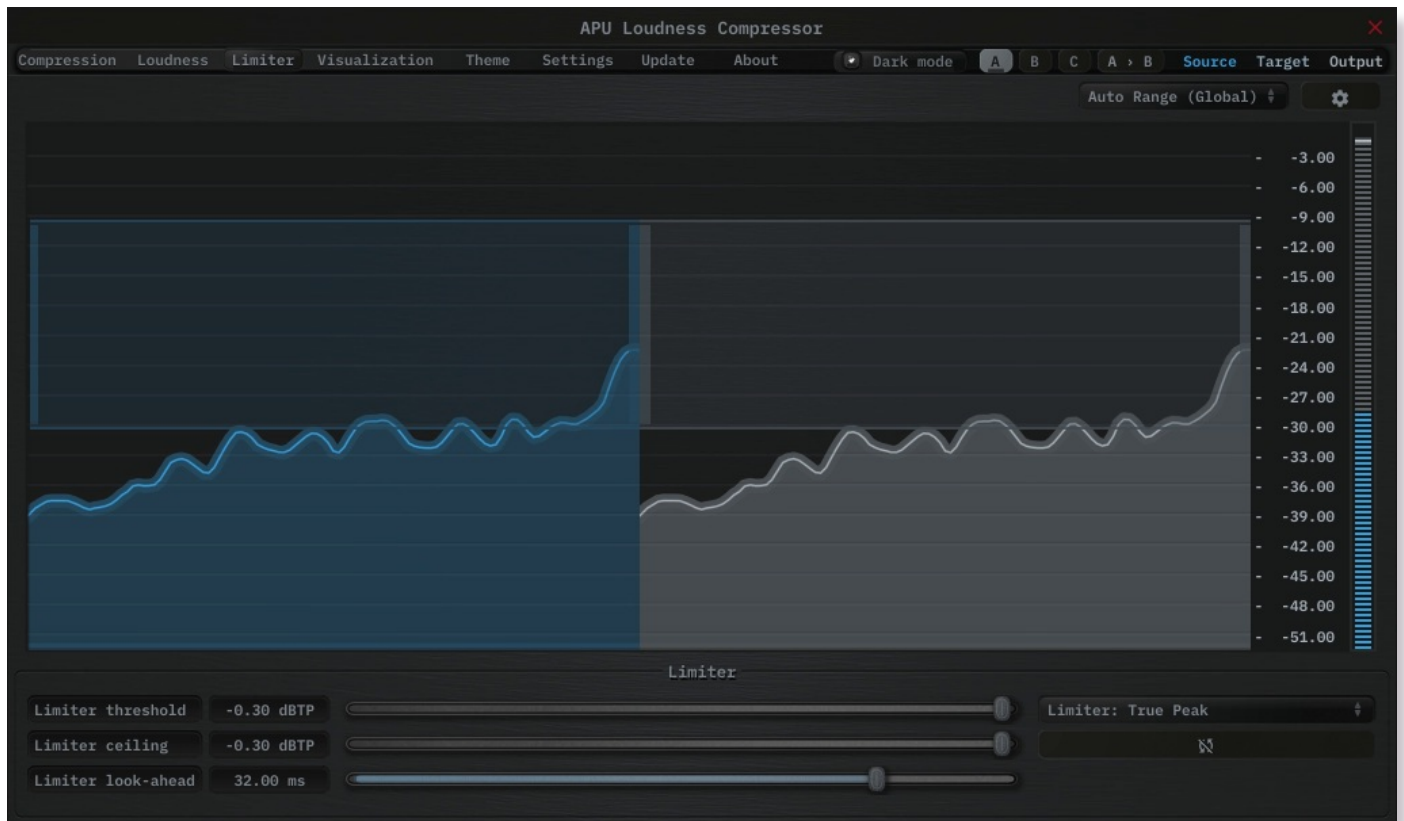 APU Loudness Compressor
Compression Loudness Limiter Visualization Theme Settings Update About Dark mode A B C A › B Source Target Output
Auto Range (Global)
- -3.00
- -6.00
- -9.00
- -12.00
- -15.00
- -18.00
- -21.00
- -24.00
- -27.00
- -30.00
- -33.00
- -36.00
- -39.00
- -42.00
- -45.00
- -48.00
- -51.00
Limiter
Limiter threshold -0.30 dBTP Limiter: True Peak
Limiter ceiling -0.30 dBTP
Limiter look-ahead 32.00 ms